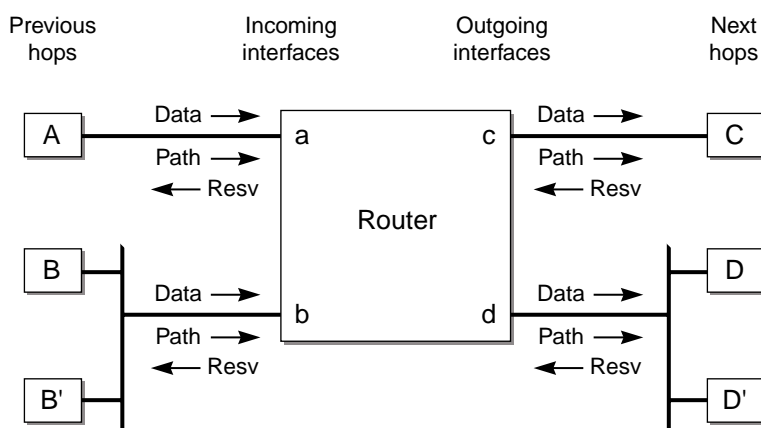 Previous hops
Incoming interfaces
Outgoing interfaces
Next hops
A
Data
Path
Resv
a
c
Data
Path
Resv
C
Router
B
B'
Data
Path
Resv
b
d
Data
Path
Resv
D
D'